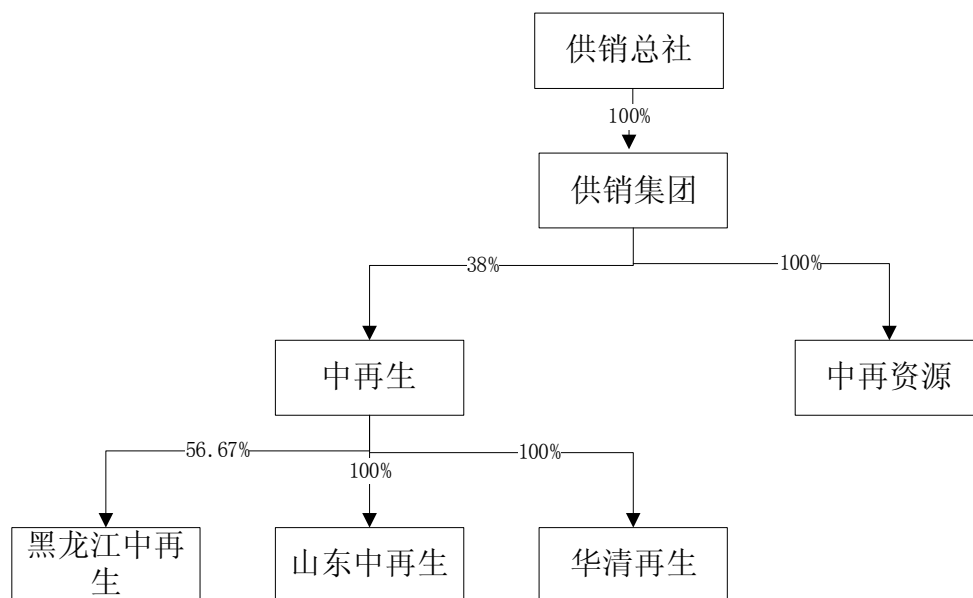 供销总社
100%
供销集团
38%
100%
中再生
中再资源
56.67%
100%
100%
黑龙江中再
生
山东中再生
华清再生